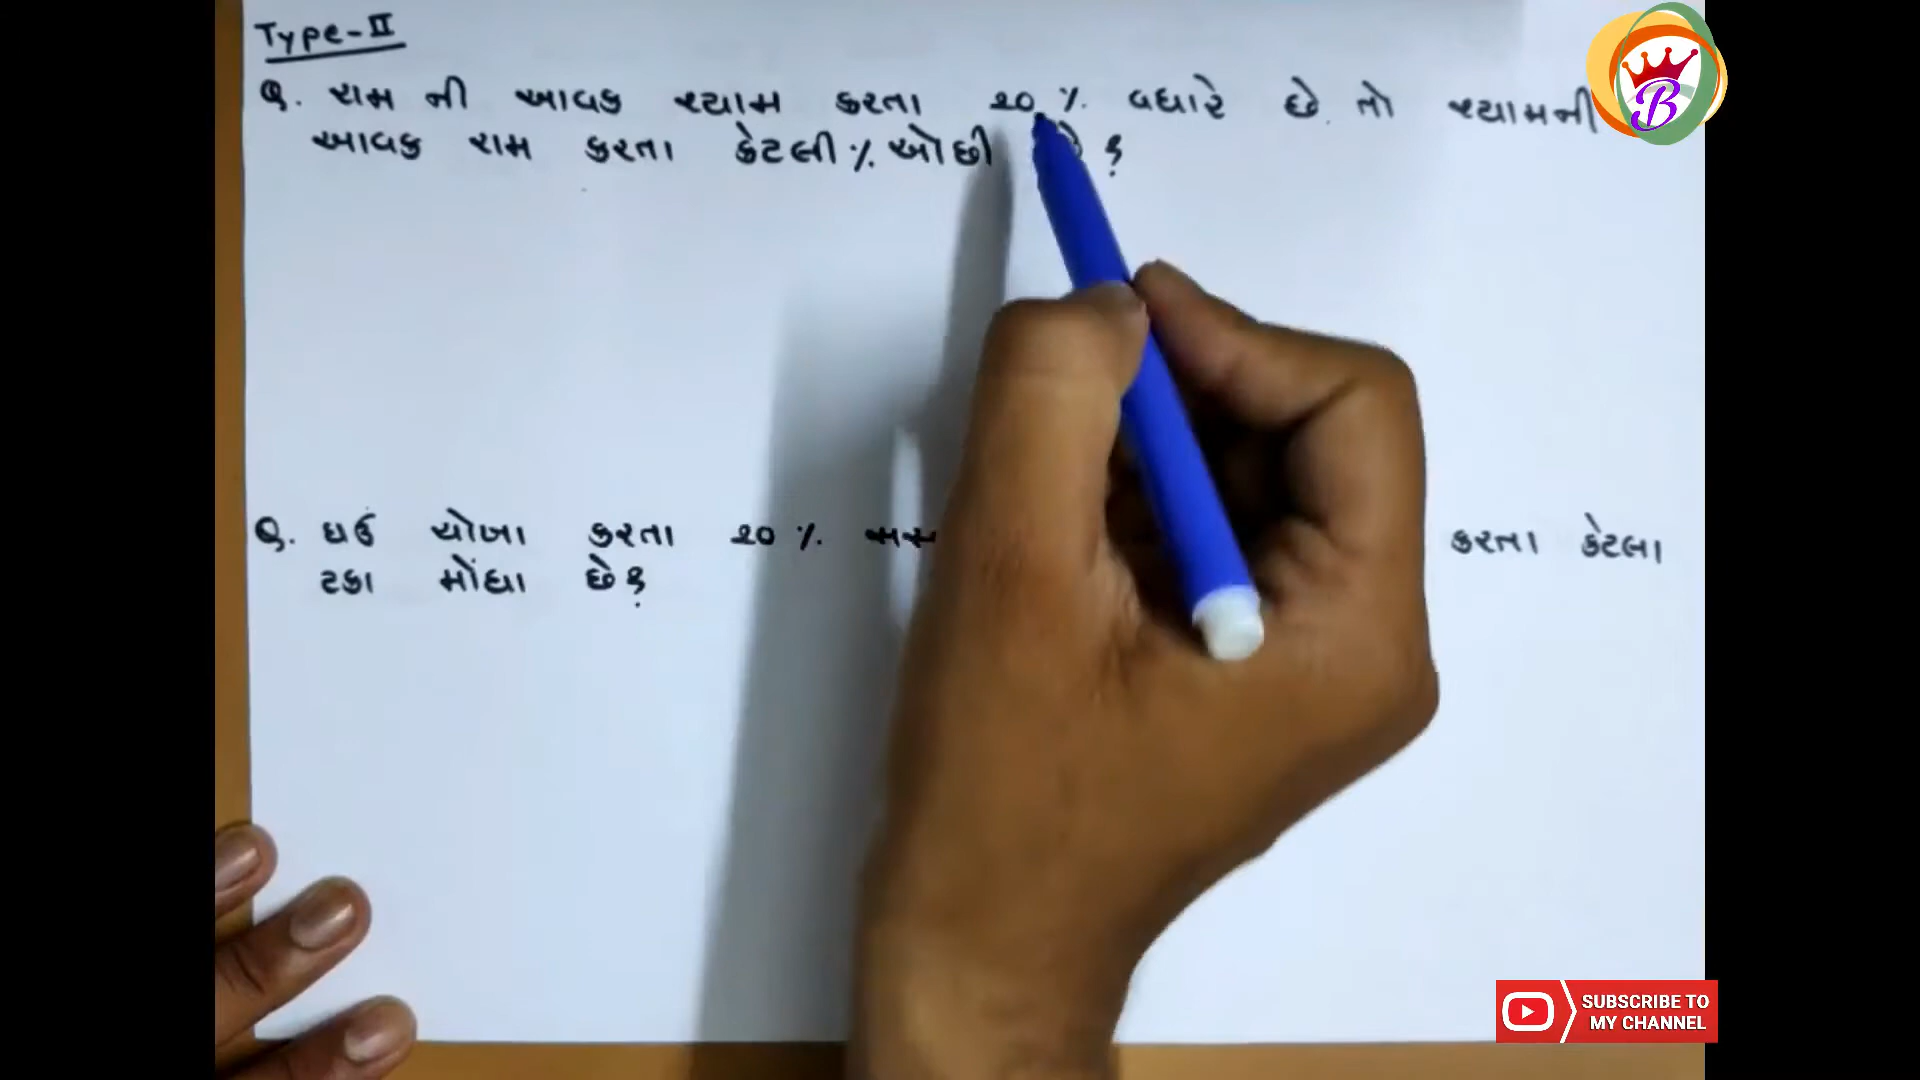 Type-II
Q. રામ ની આવક શ્યામ કરતા ૨૦ % વધારે છે. તો શ્યામની
આવક રામ કરતા કેટલી % ઓછી ?
Q. ઘઉં ચોખા કરતા ૨૦ % કરતા કેટલા
ટકા મોંઘા છે?
B
SUBSCRIBE TO
MY CHANNEL